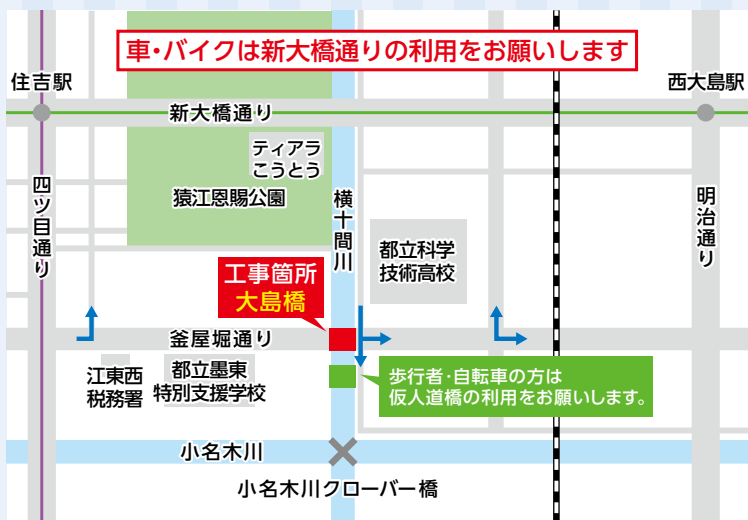 車・バイクは新大橋通りの利用をお願いします
住吉駅
西大島駅
新大橋通り
ティアラ
こうとう
猿江恩賜公園
四ツ目通り
横十間川
明治通り
都立科学
技術高校
工事箇所
大島橋
釜屋堀通り
江東西
税務署
都立墨東
特別支援学校
歩行者・自転車の方は
仮人道橋の利用をお願いします。
小名木川
小名木川クローバー橋